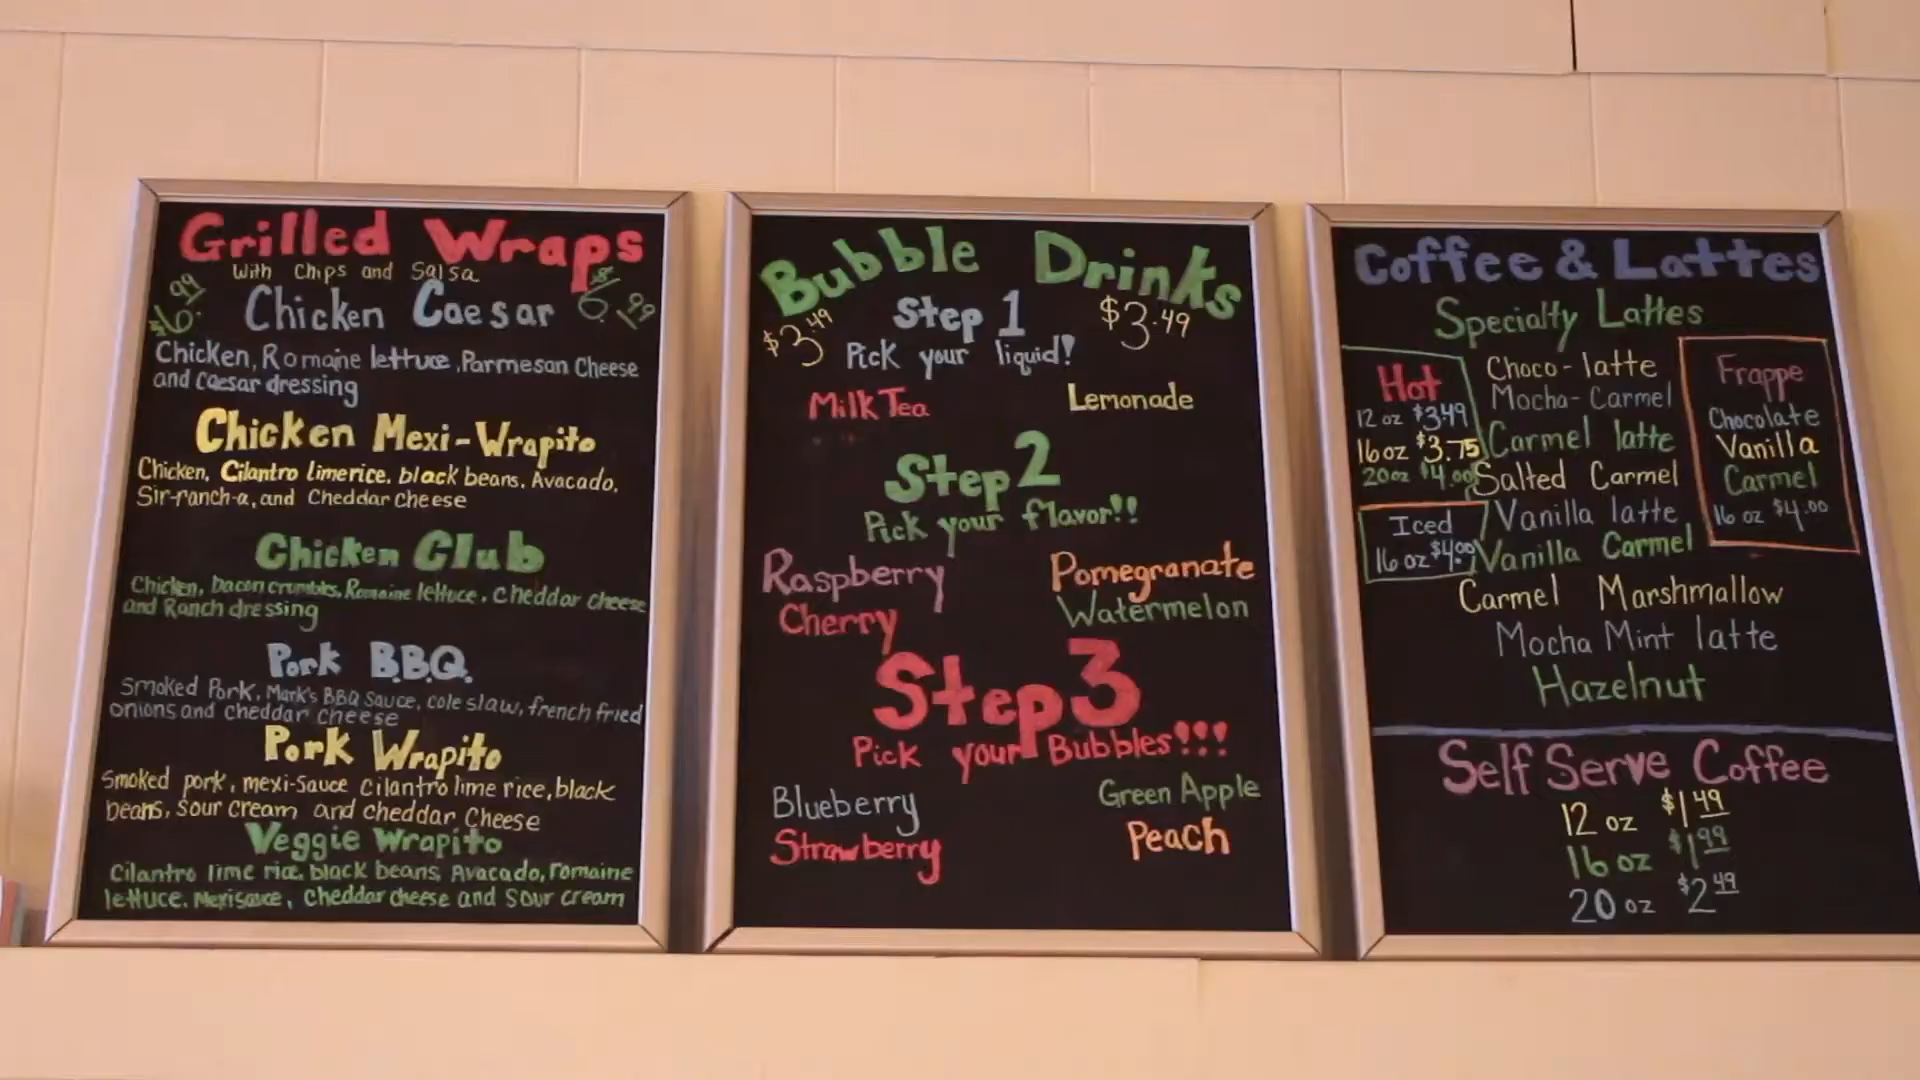 Grilled Wraps
With Chips and Salsa
$6.99 $6.99
Chicken Caesar
Chicken, Romaine lettuce, Parmesan Cheese
and Caesar dressing
Chicken Mexi-Wrapito
Chicken, Cilantro limerice, black beans, Avocado,
Sir-ranch-a, and Cheddar cheese
Chicken Club
Chicken, bacon crumbles, Romaine lettuce, cheddar cheese
and Ranch dressing
Pork B.B.Q.
Smoked Pork, Mark's BBQ Sauce, cole slaw, french fried
onions and cheddar cheese
Pork Wrapito
Smoked pork, mexi-sauce cilantro lime rice, black
beans, sour cream and cheddar Cheese
Veggie Wrapito
Cilantro lime rice, black beans, Avocado, romaine
lettuce, Mexisauce, cheddar cheese and sour cream
Bubble Drinks
$3.49 $3.49
Step 1
Pick your liquid!
Milk Tea Lemonade
Step 2
Pick your flavor!!
Raspberry Pomegranate
Cherry Watermelon
Step 3
Pick your Bubbles!!!
Blueberry Green Apple
Strawberry Peach
Coffee & Lattes
Specialty Lattes
Hot
12 oz $3.49
16 oz $3.75
20 oz $4.00
Iced
16 oz $4.00
Choco-latte
Mocha-Carmel
Carmel latte
Salted Carmel
Vanilla latte
Vanilla Carmel
Carmel Marshmallow
Mocha Mint latte
Hazelnut
Frappe
Chocolate
Vanilla
Carmel
16 oz $4.00
Self Serve Coffee
12 oz $1.49
16 oz $1.99
20 oz $2.49